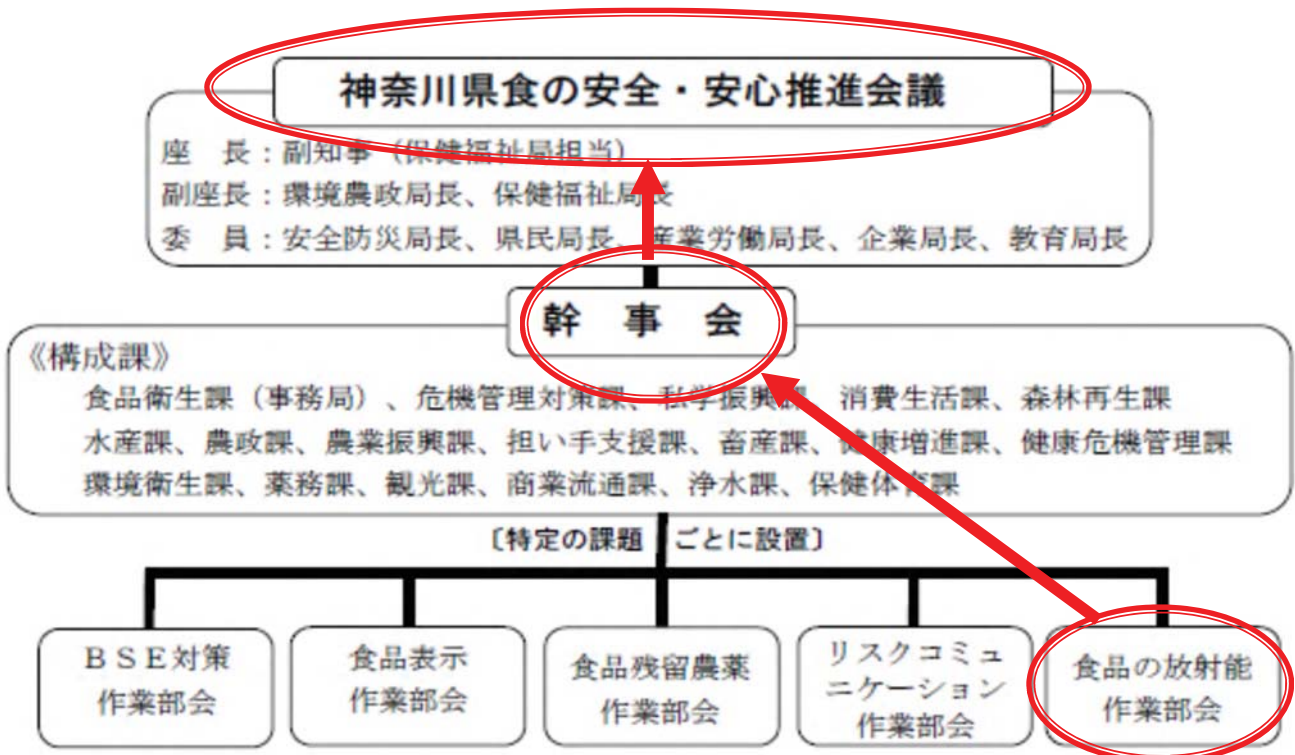 神奈川県食の安全・安心推進会議
座　長：副知事（保健福祉局担当）
副座長：環境農政局長、保健福祉局長
委　員：安全防災局長、県民局長、産業労働局長、企業局長、教育局長
幹　事　会
《構成課》
食品衛生課（事務局）、危機管理対策課、私学振興課、消費生活課、森林再生課
水産課、農政課、農業振興課、担い手支援課、畜産課、健康増進課、健康危機管理課
環境衛生課、薬務課、観光課、商業流通課、浄水課、保健体育課
〔特定の課題　ごとに設置〕
ＢＳＥ対策
作業部会
食品表示
作業部会
食品残留農薬
作業部会
リスクコミュ
ニケーション
作業部会
食品の放射能
作業部会